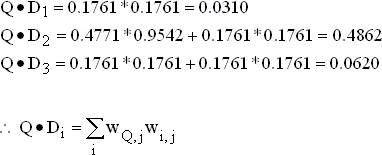 Q•D₁ = 0.1761*0.1761 = 0.0310
Q•D₂ = 0.4771*0.9542 + 0.1761*0.1761 = 0.4862
Q•D₃ = 0.1761*0.1761 + 0.1761*0.1761 = 0.0620
∴ Q•Dᵢ = ∑ᵢ w_Q,j w_i,j